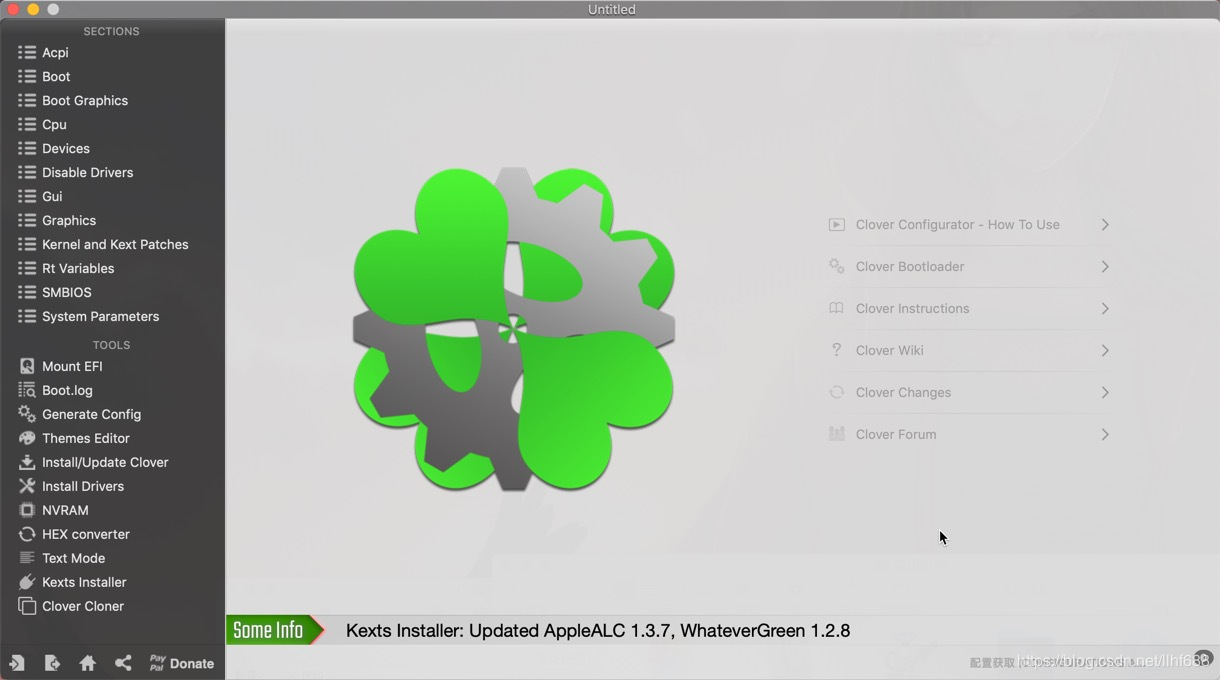 Untitled
SECTIONS
Acpi
Boot
Boot Graphics
Cpu
Devices
Disable Drivers
Gui
Graphics
Kernel and Kext Patches
Rt Variables
SMBIOS
System Parameters
TOOLS
Mount EFI
Boot.log
Generate Config
Themes Editor
Install/Update Clover
Install Drivers
NVRAM
HEX converter
Text Mode
Kexts Installer
Clover Cloner
Pay Pal Donate
Clover Configurator - How To Use
Clover Bootloader
Clover Instructions
? Clover Wiki
Clover Changes
Clover Forum
Some Info
Kexts Installer: Updated AppleALC 1.3.7, WhateverGreen 1.2.8
配置获取
https://blog.csdn.net/llhf688